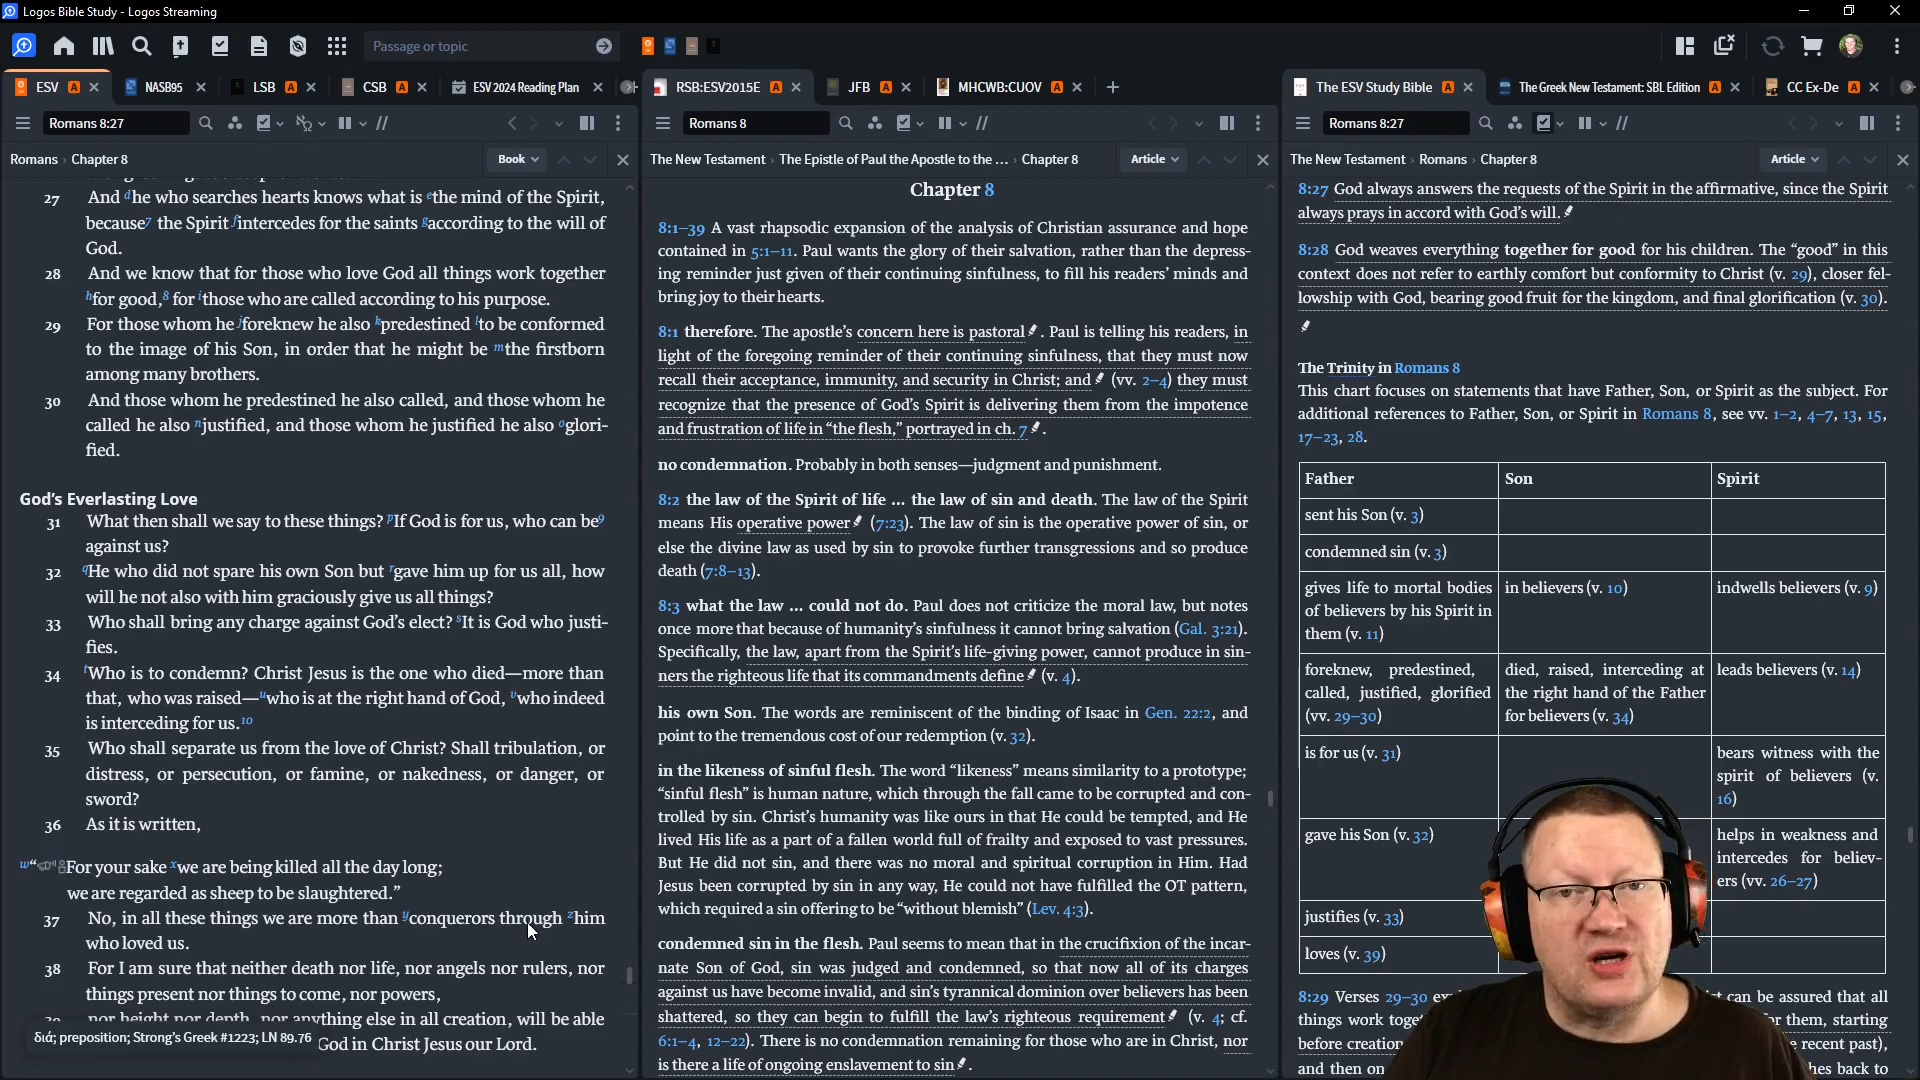 Logos Bible Study - Logos Streaming
Passage or topic
ESV A
NASB95
LSB A
CSB A
ESV 2024 Reading Plan
RSB:ESV2015E A
JFB A
MHCWB:CUOV A
The ESV Study Bible A
The Greek New Testament: SBL Edition A
CC Ex-De A
Romans 8:27
Romans 8
Romans 8:27
Romans › Chapter 8
Book
The New Testament › The Epistle of Paul the Apostle to the ... › Chapter 8
Article
The New Testament › Romans › Chapter 8
Article
27 And d he who searches hearts knows what is e the mind of the Spirit,
because7 the Spirit f intercedes for the saints g according to the will of
God.
28 And we know that for those who love God all things work together
h for good,8 for i those who are called according to his purpose.
29 For those whom he j foreknew he also k predestined l to be conformed
to the image of his Son, in order that he might be m the firstborn
among many brothers.
30 And those whom he predestined he also called, and those whom he
called he also n justified, and those whom he justified he also o glori-
fied.
God's Everlasting Love
31 What then shall we say to these things? p If God is for us, who can be9
against us?
32 q He who did not spare his own Son but r gave him up for us all, how
will he not also with him graciously give us all things?
33 Who shall bring any charge against God's elect? s It is God who justi-
fies.
34 t Who is to condemn? Christ Jesus is the one who died—more than
that, who was raised—u who is at the right hand of God, v who indeed
is interceding for us.10
35 Who shall separate us from the love of Christ? Shall tribulation, or
distress, or persecution, or famine, or nakedness, or danger, or
sword?
36 As it is written,
w “For your sake x we are being killed all the day long;
we are regarded as sheep to be slaughtered.”
37 No, in all these things we are more than y conquerors through z him
who loved us.
38 For I am sure that neither death nor life, nor angels nor rulers, nor
things present nor things to come, nor powers,
nor height nor depth, nor anything else in all creation, will be able
God in Christ Jesus our Lord.
διά; preposition; Strong's Greek #1223; LN 89.76
Chapter 8
8:1–39 A vast rhapsodic expansion of the analysis of Christian assurance and hope
contained in 5:1–11. Paul wants the glory of their salvation, rather than the depress-
ing reminder just given of their continuing sinfulness, to fill his readers' minds and
bring joy to their hearts.
8:1 therefore. The apostle's concern here is pastoral. Paul is telling his readers, in
light of the foregoing reminder of their continuing sinfulness, that they must now
recall their acceptance, immunity, and security in Christ; and (vv. 2–4) they must
recognize that the presence of God's Spirit is delivering them from the impotence
and frustration of life in “the flesh,” portrayed in ch. 7.
no condemnation. Probably in both senses—judgment and punishment.
8:2 the law of the Spirit of life ... the law of sin and death. The law of the Spirit
means His operative power (7:23). The law of sin is the operative power of sin, or
else the divine law as used by sin to provoke further transgressions and so produce
death (7:8–13).
8:3 what the law ... could not do. Paul does not criticize the moral law, but notes
once more that because of humanity's sinfulness it cannot bring salvation (Gal. 3:21).
Specifically, the law, apart from the Spirit's life-giving power, cannot produce in sin-
ners the righteous life that its commandments define (v. 4).
his own Son. The words are reminiscent of the binding of Isaac in Gen. 22:2, and
point to the tremendous cost of our redemption (v. 32).
in the likeness of sinful flesh. The word “likeness” means similarity to a prototype;
“sinful flesh” is human nature, which through the fall came to be corrupted and con-
trolled by sin. Christ's humanity was like ours in that He could be tempted, and He
lived His life as a part of a fallen world full of frailty and exposed to vast pressures.
But He did not sin, and there was no moral and spiritual corruption in Him. Had
Jesus been corrupted by sin in any way, He could not have fulfilled the OT pattern,
which required a sin offering to be “without blemish” (Lev. 4:3).
condemned sin in the flesh. Paul seems to mean that in the crucifixion of the incar-
nate Son of God, sin was judged and condemned, so that now all of its charges
against us have become invalid, and sin's tyrannical dominion over believers has been
shattered, so they can begin to fulfill the law's righteous requirement (v. 4; cf.
6:1–4, 12–22). There is no condemnation remaining for those who are in Christ, nor
is there a life of ongoing enslavement to sin.
8:27 God always answers the requests of the Spirit in the affirmative, since the Spirit
always prays in accord with God's will.
8:28 God weaves everything together for good for his children. The “good” in this
context does not refer to earthly comfort but conformity to Christ (v. 29), closer fel-
lowship with God, bearing good fruit for the kingdom, and final glorification (v. 30).
The Trinity in Romans 8
This chart focuses on statements that have Father, Son, or Spirit as the subject. For
additional references to Father, Son, or Spirit in Romans 8, see vv. 1–2, 4–7, 13, 15,
17–23, 28.
Father Son Spirit
sent his Son (v. 3)
condemned sin (v. 3)
gives life to mortal bodies
of believers by his Spirit in
them (v. 11)
in believers (v. 10)
indwells believers (v. 9)
foreknew, predestined,
called, justified, glorified
(vv. 29–30)
died, raised, interceding at
the right hand of the Father
for believers (v. 34)
leads believers (v. 14)
is for us (v. 31)
bears witness with the
spirit of believers (v.
16)
gave his Son (v. 32)
helps in weakness and
intercedes for believ-
ers (vv. 26–27)
justifies (v. 33)
loves (v. 39)
8:29 Verses 29–30 can be assured that all
things work for them, starting
before creation recent past),
and then on back to